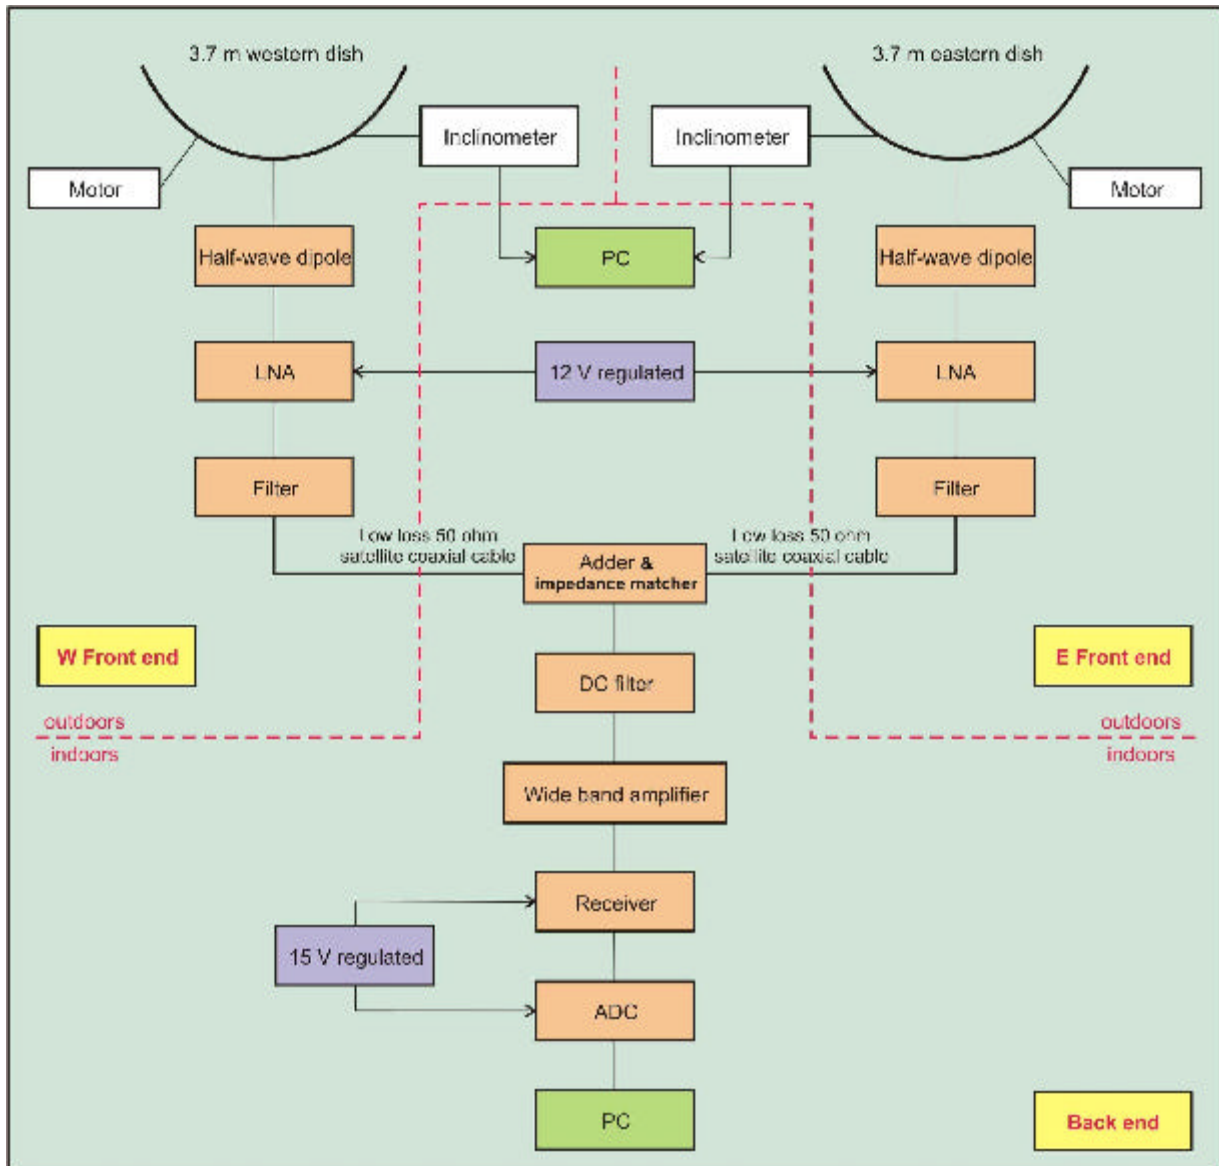 3.7 m western dish
3.7 m eastern dish
Inclinometer
Inclinometer
Motor
Motor
Half-wave dipole
PC
Half-wave dipole
LNA
12 V regulated
LNA
Filter
Filter
Low loss 50 ohm
satellite coaxial cable
Low loss 50 ohm
satellite coaxial cable
Adder &
impedance matcher
W Front end
E Front end
DC filter
outdoors
indoors
outdoors
indoors
Wide band amplifier
Receiver
15 V regulated
ADC
PC
Back end